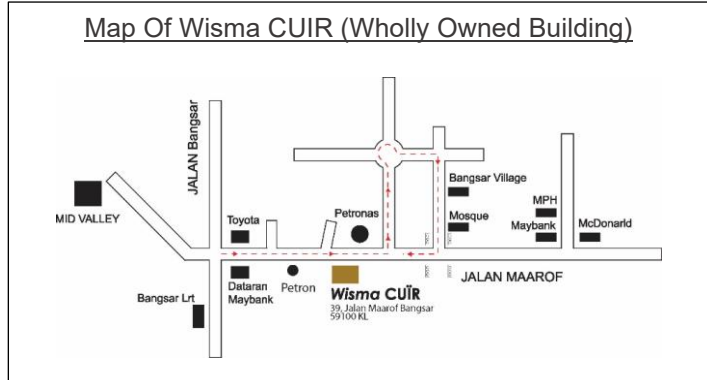 Map Of Wisma CUIR (Wholly Owned Building)
JALAN Bangsar
MID VALLEY
Toyota
Petronas
Bangsar Village
Mosque
MPH
Maybank
McDonarld
Bangsar Lrt
Dataran
Maybank
Petron
Wisma CUÏR
39, Jalan Maarof Bangsar
59100 KL
JALAN MAAROF